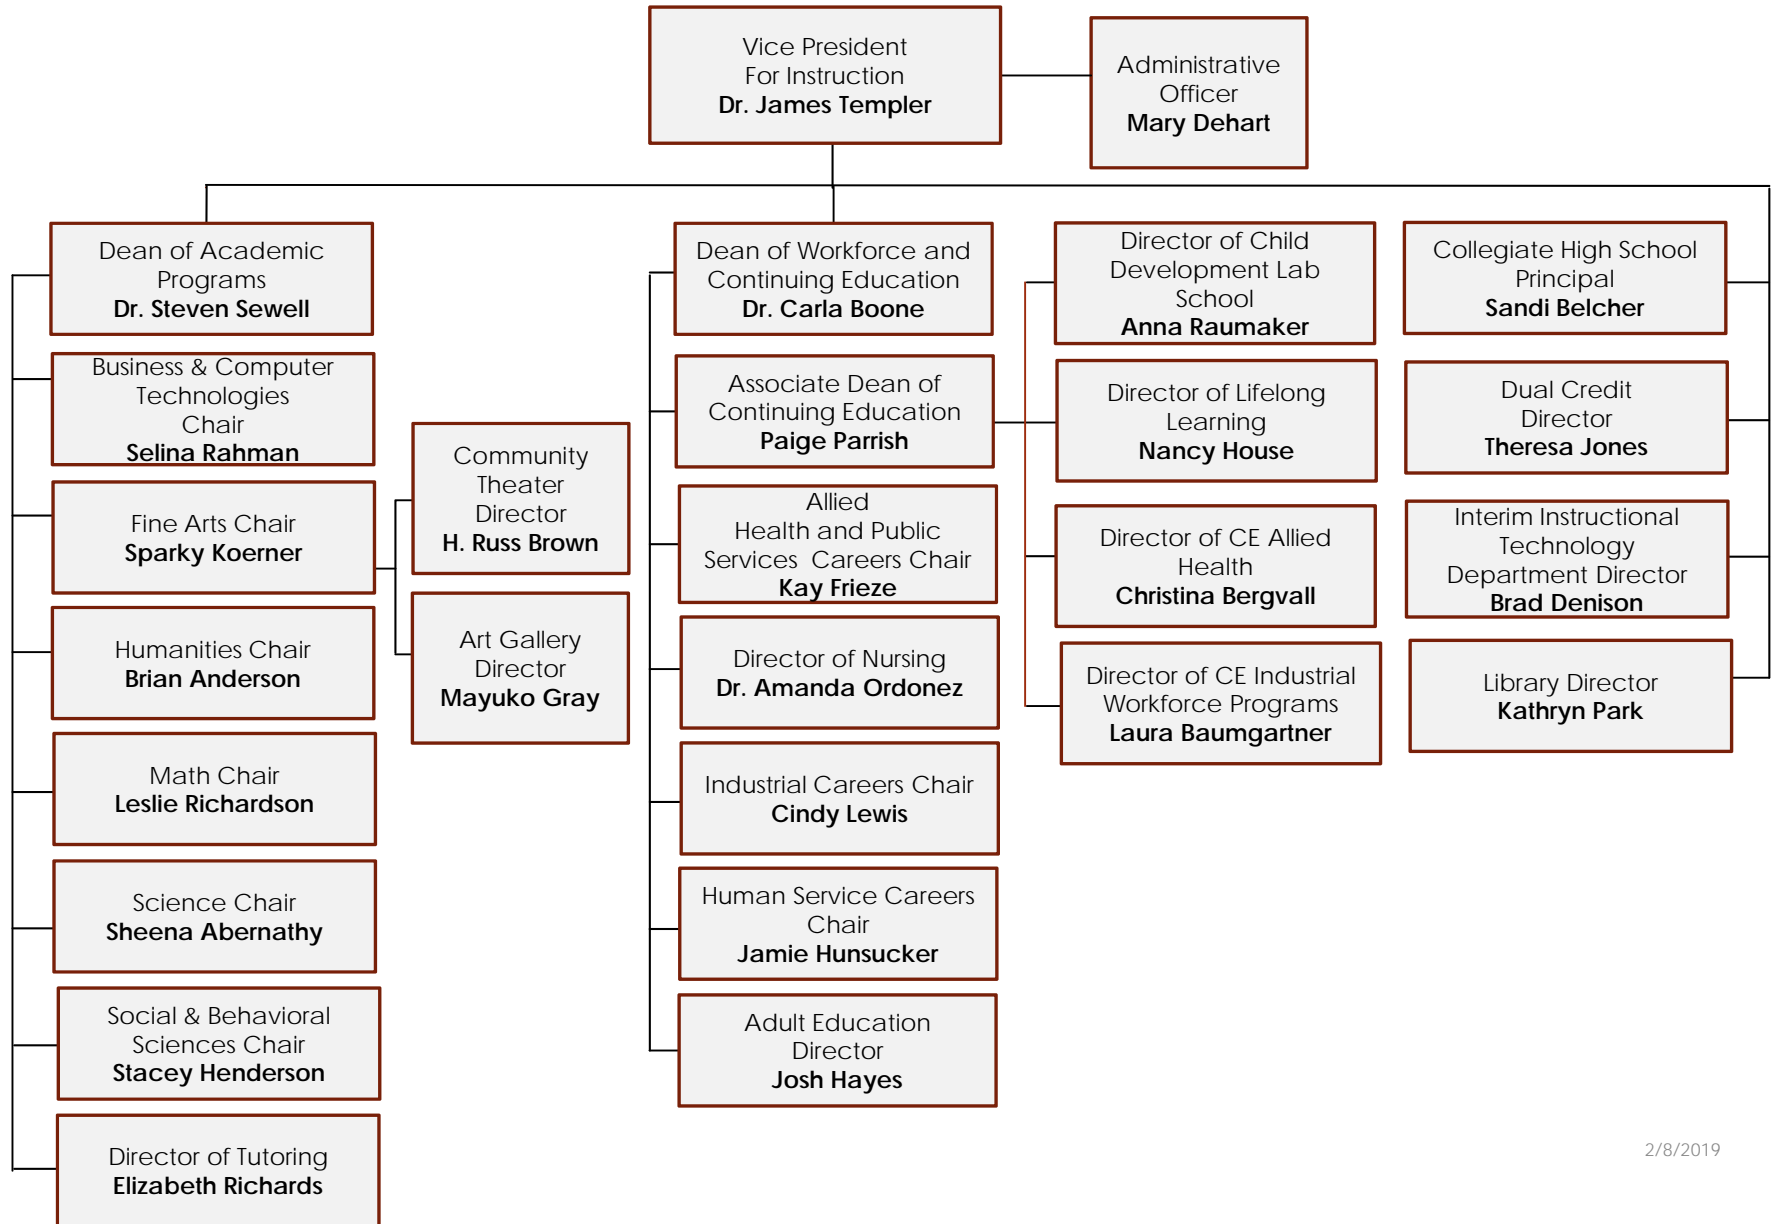 Vice President
For Instruction
Dr. James Templer
Administrative
Officer
Mary Dehart
Dean of Academic
Programs
Dr. Steven Sewell
Business & Computer
Technologies
Chair
Selina Rahman
Fine Arts Chair
Sparky Koerner
Humanities Chair
Brian Anderson
Math Chair
Leslie Richardson
Science Chair
Sheena Abernathy
Social & Behavioral
Sciences Chair
Stacey Henderson
Director of Tutoring
Elizabeth Richards
Community
Theater
Director
H. Russ Brown
Art Gallery
Director
Mayuko Gray
Dean of Workforce and
Continuing Education
Dr. Carla Boone
Associate Dean of
Continuing Education
Paige Parrish
Allied
Health and Public
Services Careers Chair
Kay Frieze
Director of Nursing
Dr. Amanda Ordonez
Industrial Careers Chair
Cindy Lewis
Human Service Careers
Chair
Jamie Hunsucker
Adult Education
Director
Josh Hayes
Director of Child
Development Lab
School
Anna Raumaker
Director of Lifelong
Learning
Nancy House
Director of CE Allied
Health
Christina Bergvall
Director of CE Industrial
Workforce Programs
Laura Baumgartner
Collegiate High School
Principal
Sandi Belcher
Dual Credit
Director
Theresa Jones
Interim Instructional
Technology
Department Director
Brad Denison
Library Director
Kathryn Park
2/8/2019